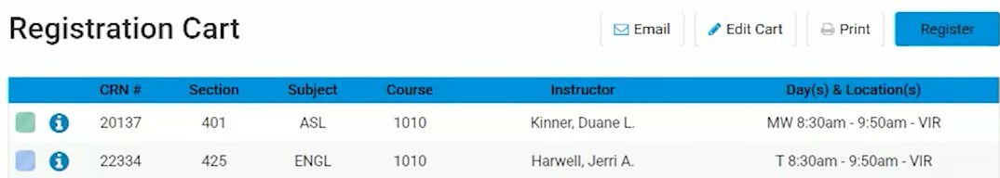 Registration Cart Email Edit Cart Print Register
CRN # Section Subject Course Instructor Day(s) & Location(s)
20137 401 ASL 1010 Kinner, Duane L. MW 8:30am - 9:50am - VIR
22334 425 ENGL 1010 Harwell, Jerri A. T 8:30am - 9:50am - VIR